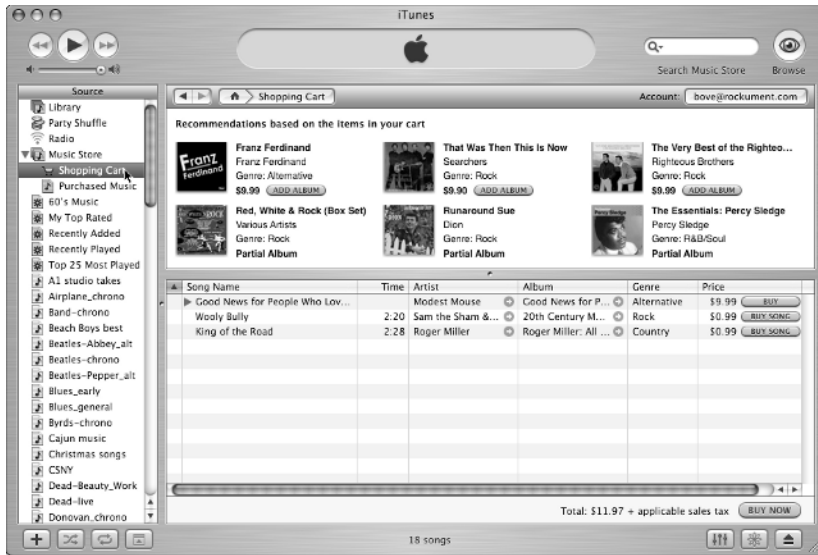 iTunes
Search Music Store Browse
Source
Library
Party Shuffle
Radio
Music Store
Shopping Cart
Purchased Music
60's Music
My Top Rated
Recently Added
Recently Played
Top 25 Most Played
A1 studio takes
Airplane_chrono
Band-chrono
Beach Boys best
Beatles-Abbey_alt
Beatles-chrono
Beatles-Pepper_alt
Blues_early
Blues_general
Byrds-chrono
Cajun music
Christmas songs
CSNY
Dead-Beauty_Work
Dead-live
Donovan_chrono
Shopping Cart Account: bove@rockument.com
Recommendations based on the items in your cart
Franz Ferdinand
Franz
Ferdinand
Franz Ferdinand
Genre: Alternative
$9.99 ADD ALBUM
That Was Then This Is Now
Searchers
Genre: Rock
$9.90 ADD ALBUM
The Very Best of the Righteo...
Righteous Brothers
Genre: Rock
$9.99 ADD ALBUM
Red, White & Rock (Box Set)
Various Artists
Genre: Rock
Partial Album
Runaround Sue
Dion
Genre: Rock
Partial Album
The Essentials: Percy Sledge
Percy Sledge
Genre: R&B/Soul
Partial Album
Song Name Time Artist Album Genre Price
Good News for People Who Lov... Modest Mouse Good News for P... Alternative $9.99 BUY
Wooly Bully 2:20 Sam the Sham &... 20th Century M... Rock $0.99 BUY SONG
King of the Road 2:28 Roger Miller Roger Miller: All ... Country $0.99 BUY SONG
Total: $11.97 + applicable sales tax BUY NOW
18 songs